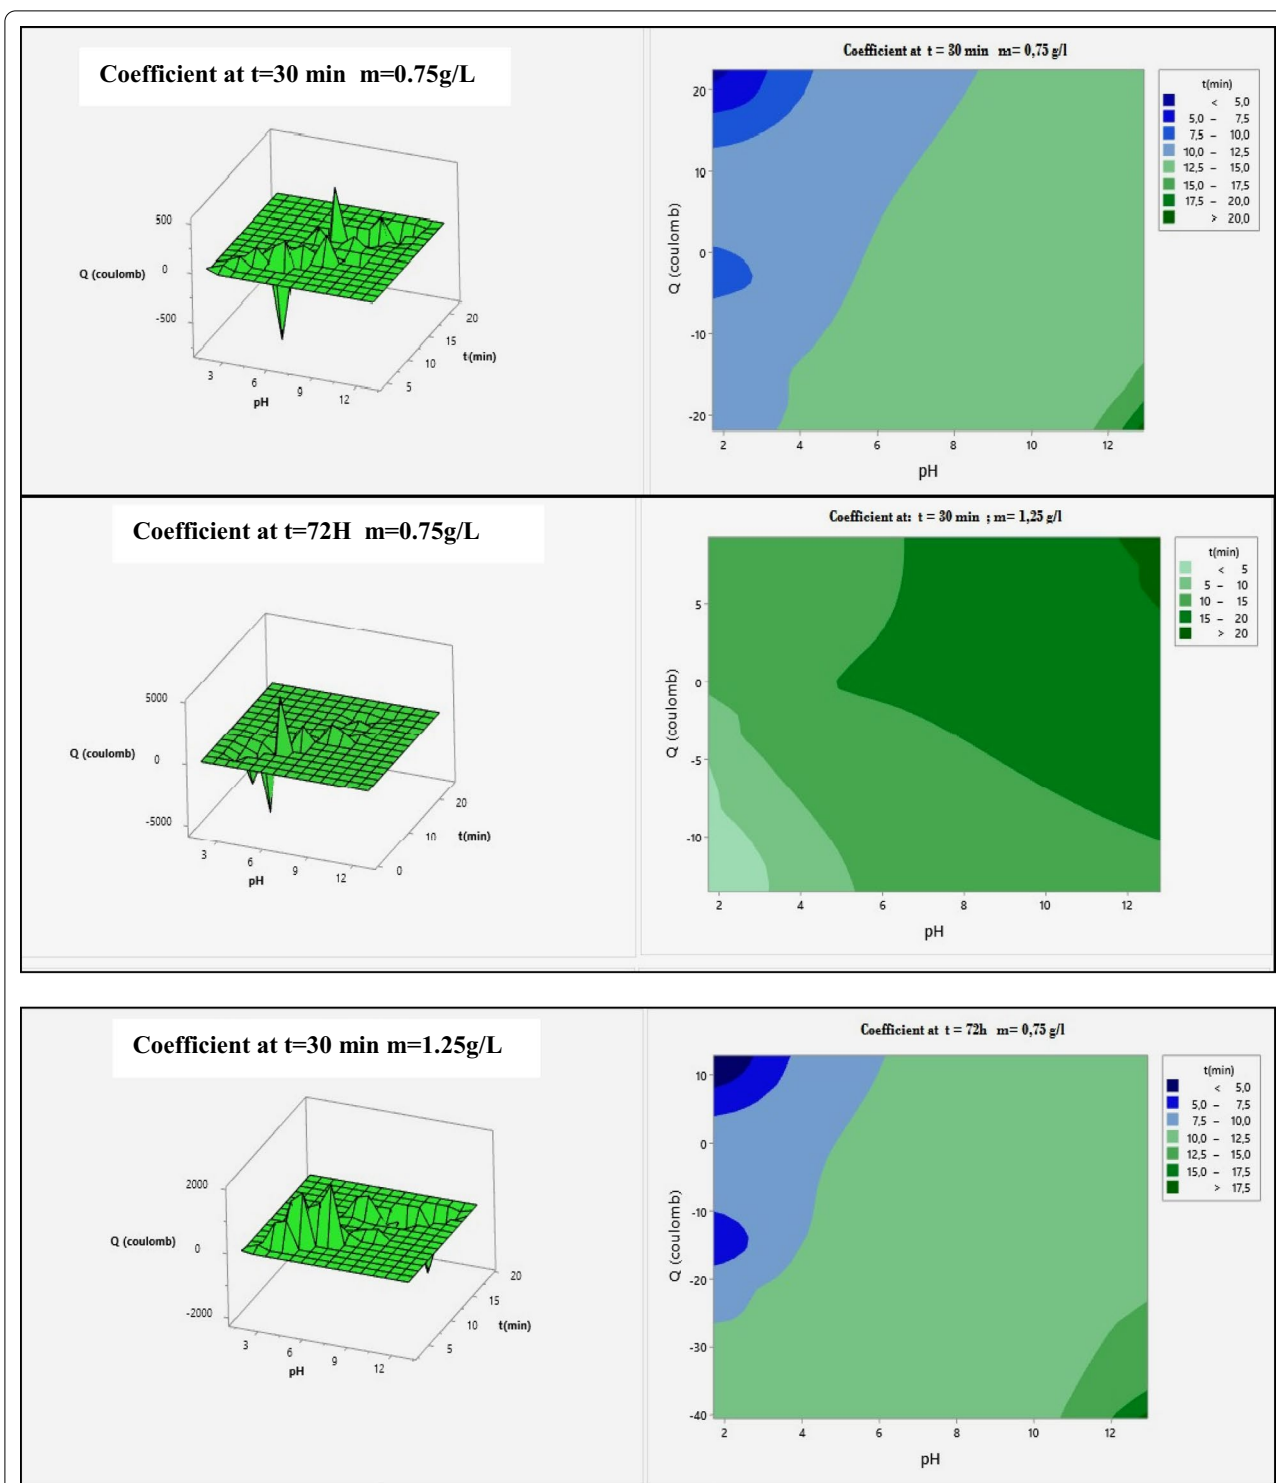 Coefficient at t=30 min m=0.75g/L
500
0
-500
Q (coulomb)
3
6
9
12
pH
5
10
15
20
t(min)
Coefficient at t = 30 min m= 0,75 g/l
20
10
0
-10
-20
Q (coulomb)
2
4
6
8
10
12
pH
t(min)
< 5,0
5,0 – 7,5
7,5 – 10,0
10,0 – 12,5
12,5 – 15,0
15,0 – 17,5
17,5 – 20,0
> 20,0
Coefficient at t=72H m=0.75g/L
5000
0
-5000
Q (coulomb)
3
6
9
12
pH
0
10
20
t(min)
Coefficient at: t = 30 min ; m= 1,25 g/l
5
0
-5
-10
Q (coulomb)
2
4
6
8
10
12
pH
t(min)
< 5
5 – 10
10 – 15
15 – 20
> 20
Coefficient at t=30 min m=1.25g/L
2000
0
-2000
Q (coulomb)
3
6
9
12
pH
5
10
15
20
t(min)
Coefficient at t = 72h m= 0,75 g/l
10
0
-10
-20
-30
-40
Q (coulomb)
2
4
6
8
10
12
pH
t(min)
< 5,0
5,0 – 7,5
7,5 – 10,0
10,0 – 12,5
12,5 – 15,0
15,0 – 17,5
> 17,5